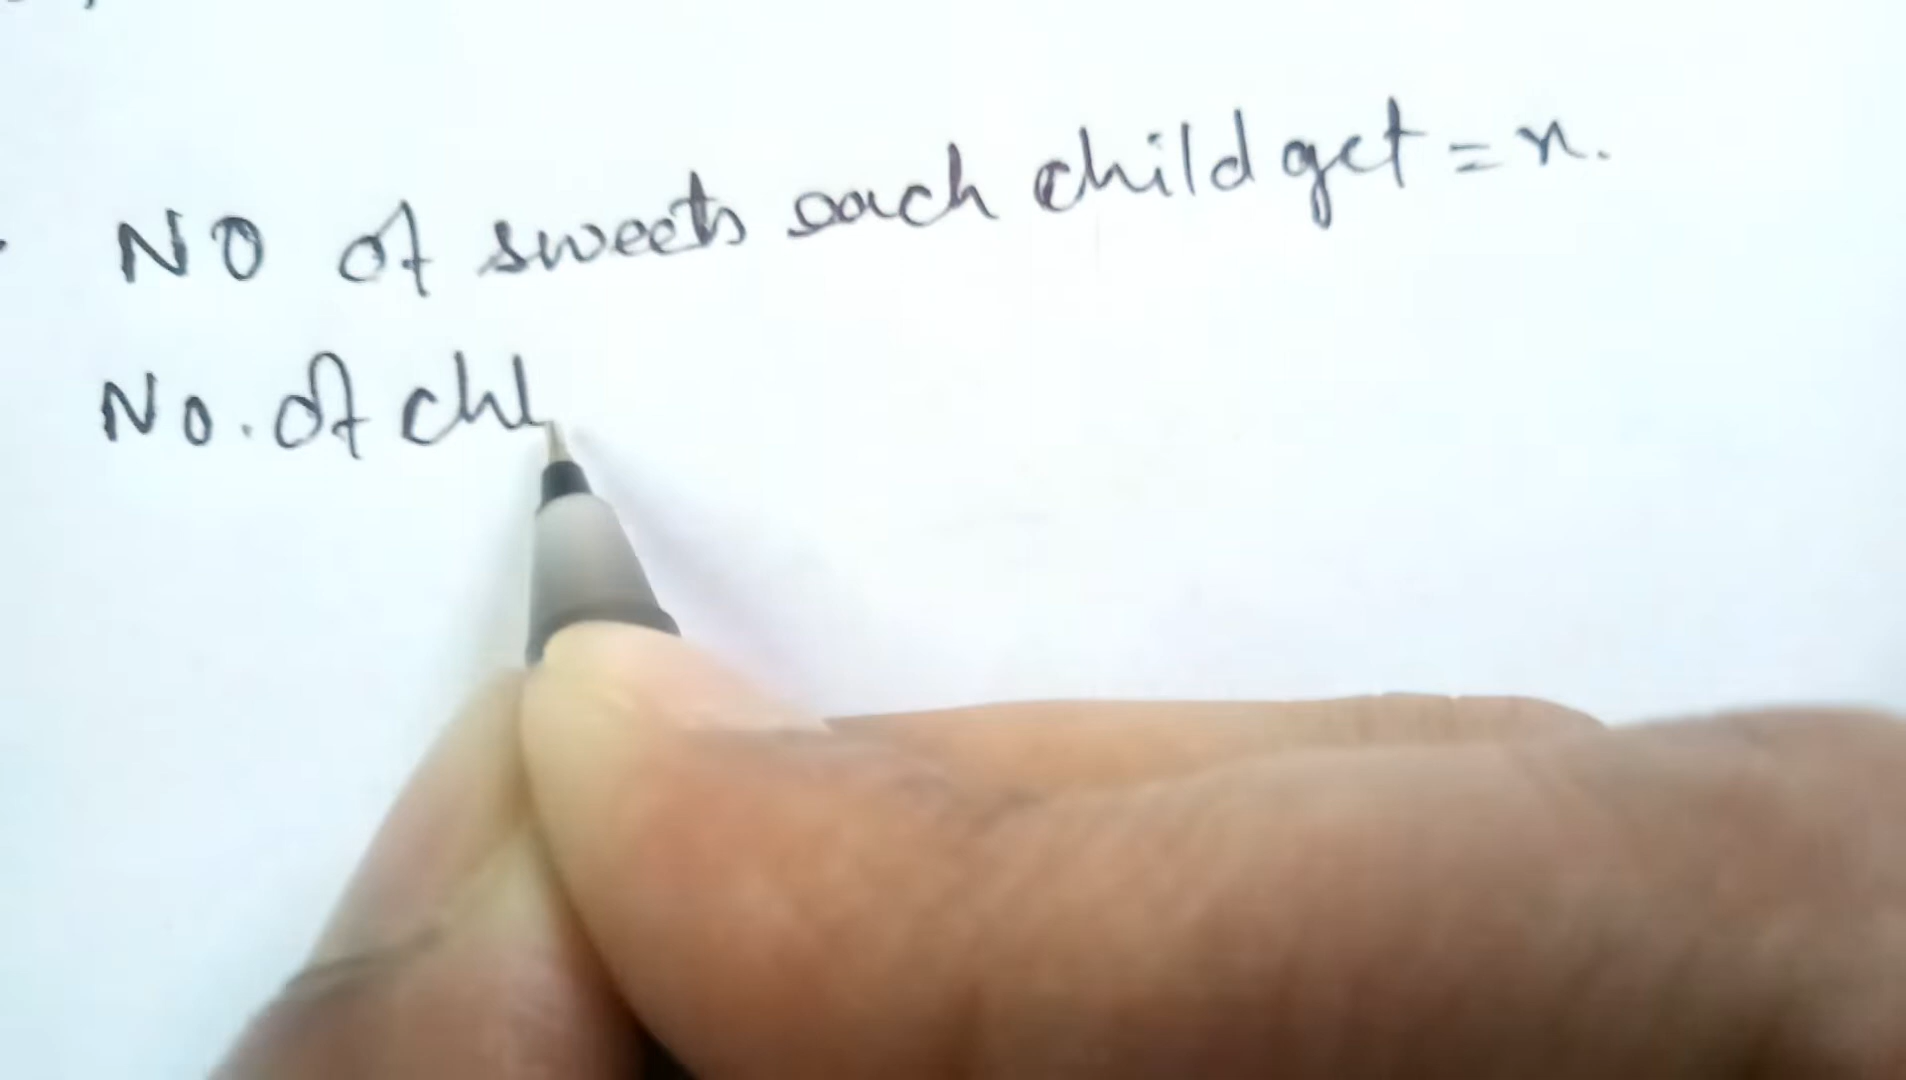 NO of sweets each child get = x.
No. of chl